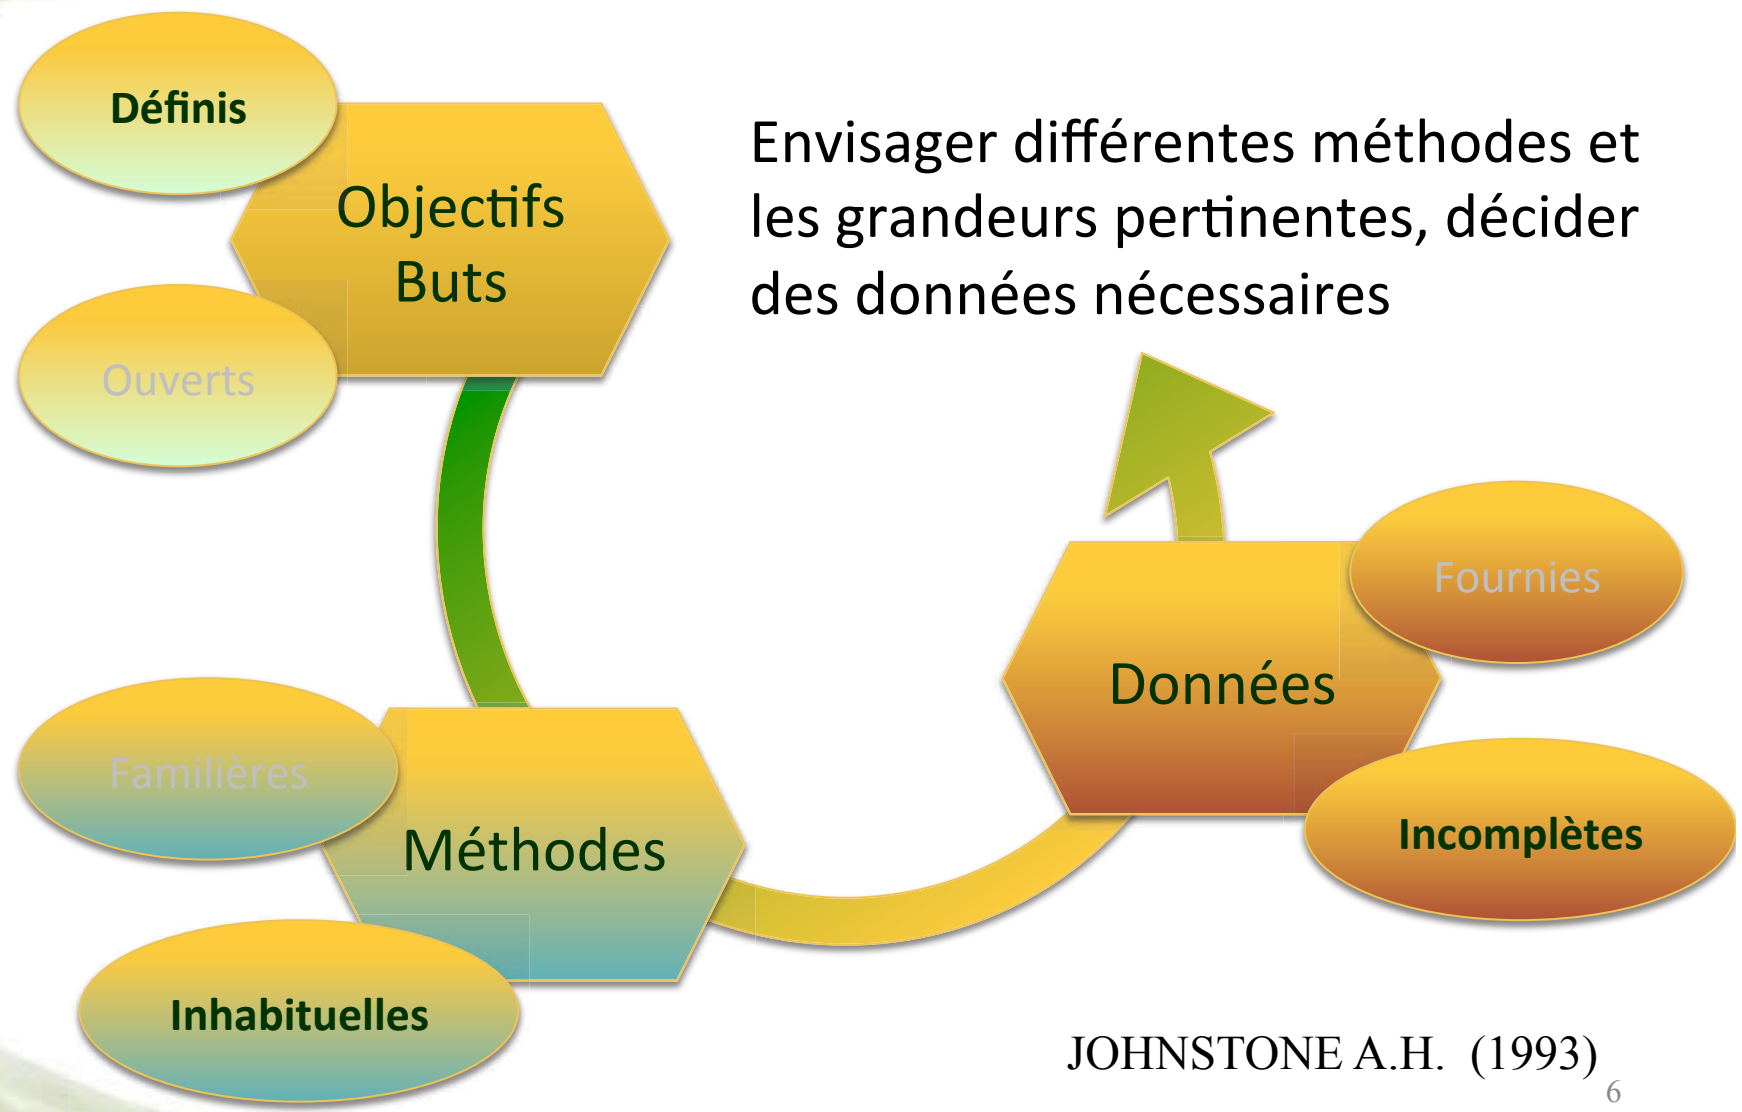 Définis
Objectifs
Buts
Ouverts
Envisager différentes méthodes et
les grandeurs pertinentes, décider
des données nécessaires
Familières
Méthodes
Inhabituelles
Fournies
Données
Incomplètes
JOHNSTONE A.H. (1993)
6